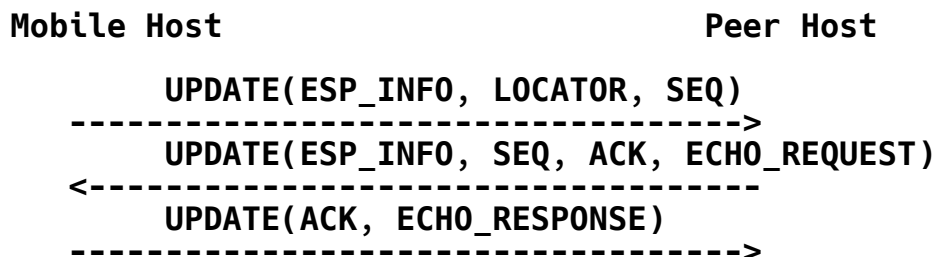 Mobile Host                                Peer Host
UPDATE(ESP_INFO, LOCATOR, SEQ)
----------------------------------->
UPDATE(ESP_INFO, SEQ, ACK, ECHO_REQUEST)
<-----------------------------------
UPDATE(ACK, ECHO_RESPONSE)
----------------------------------->